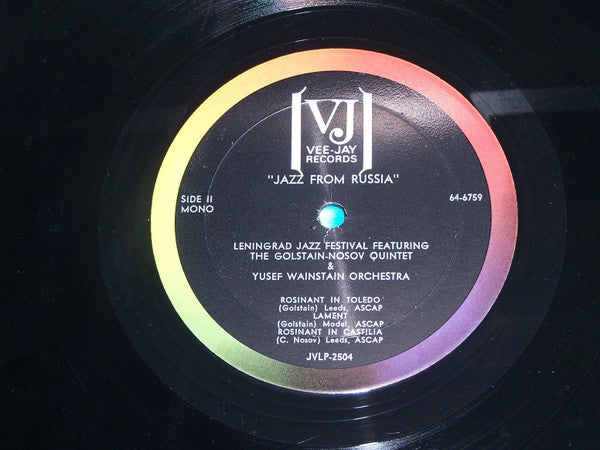 VJ
VEE-JAY
RECORDS
"JAZZ FROM RUSSIA"
SIDE II
MONO
64-6759
LENINGRAD JAZZ FESTIVAL FEATURING
THE GOLSTAIN-NOSOV QUINTET
&
YUSEF WAINSTAIN ORCHESTRA
ROSINANT IN TOLEDO
(Golstain) Leeds, ASCAP
LAMENT
(Golstain) Model, ASCAP
ROSINANT IN CASTILIA
(C. Nosov) Leeds, ASCAP
JVLP-2504